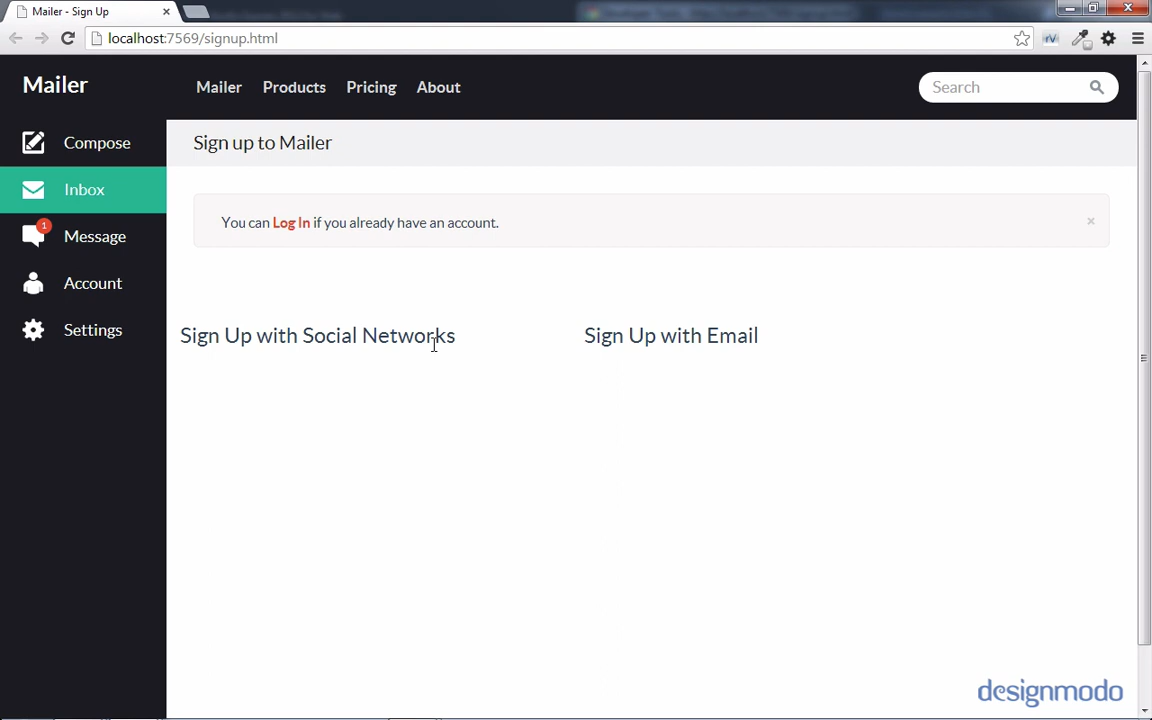 Mailer - Sign Up
localhost:7569/signup.html
Mailer
Mailer Products Pricing About
Search
Compose
Inbox
1
Message
Account
Settings
Sign up to Mailer
You can Log In if you already have an account.
Sign Up with Social Networks
Sign Up with Email
designmodo